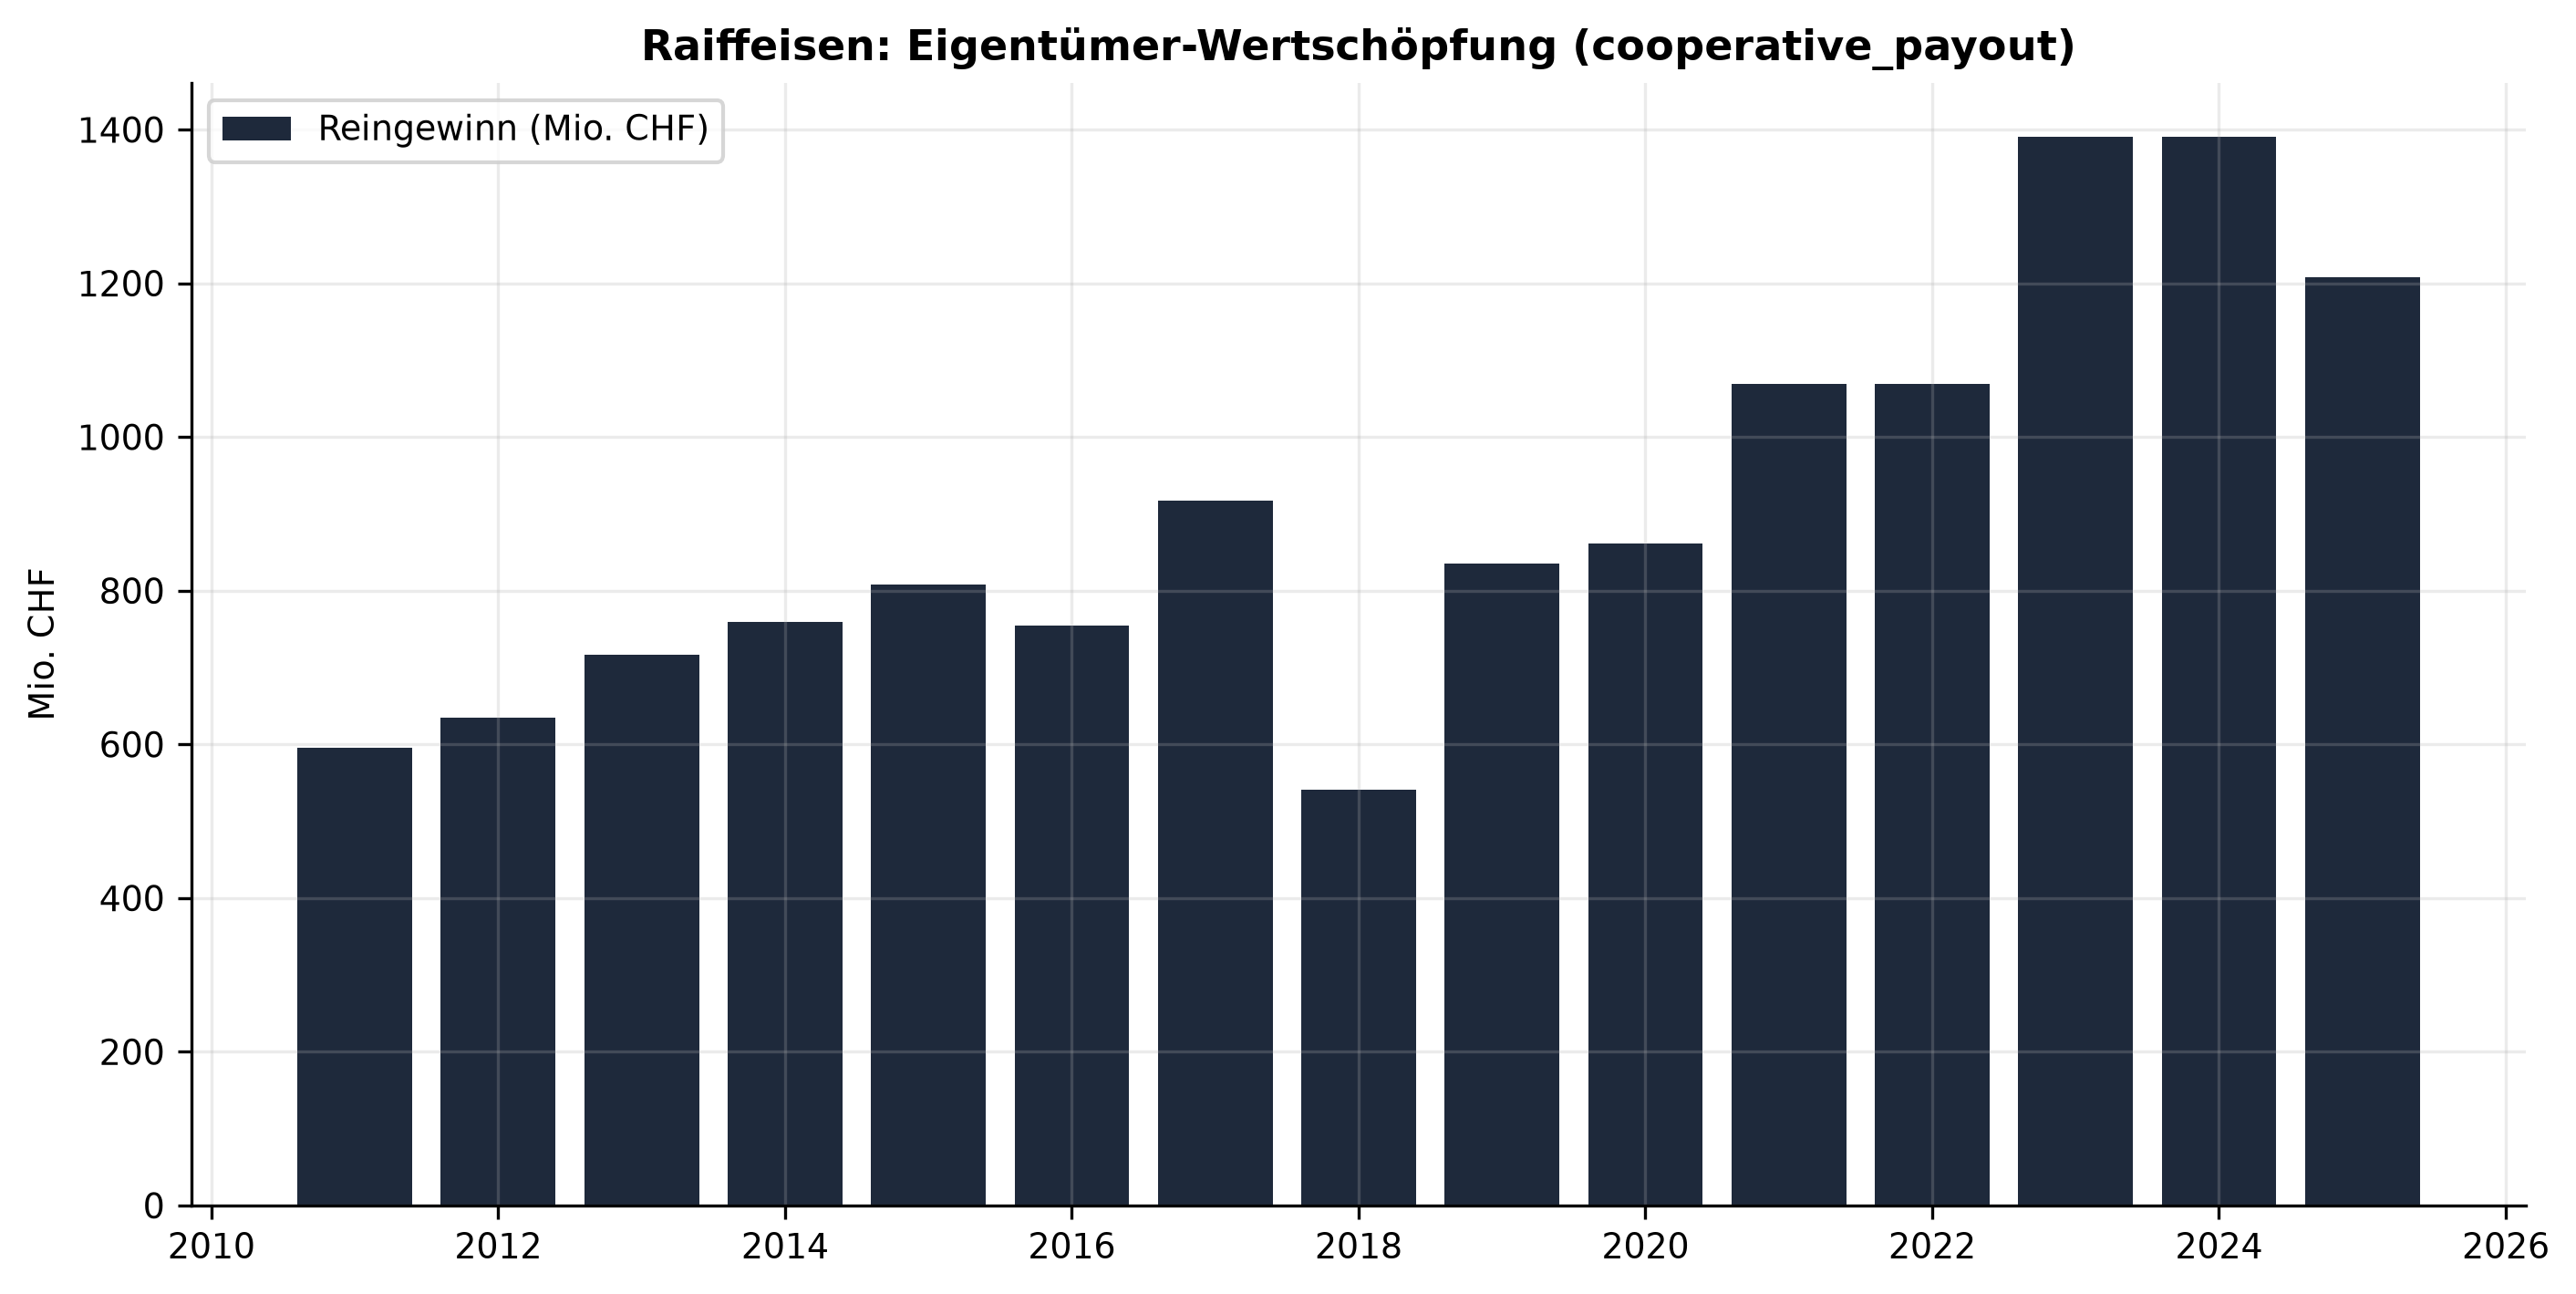 Raiffeisen: Eigentümer-Wertschöpfung (cooperative_payout)
Reingewinn (Mio. CHF)
Mio. CHF
1400
1200
1000
800
600
400
200
0
2010 2012 2014 2016 2018 2020 2022 2024 2026